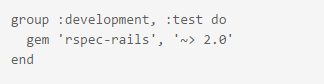 group :development, :test do
  gem 'rspec-rails', '~> 2.0'
end